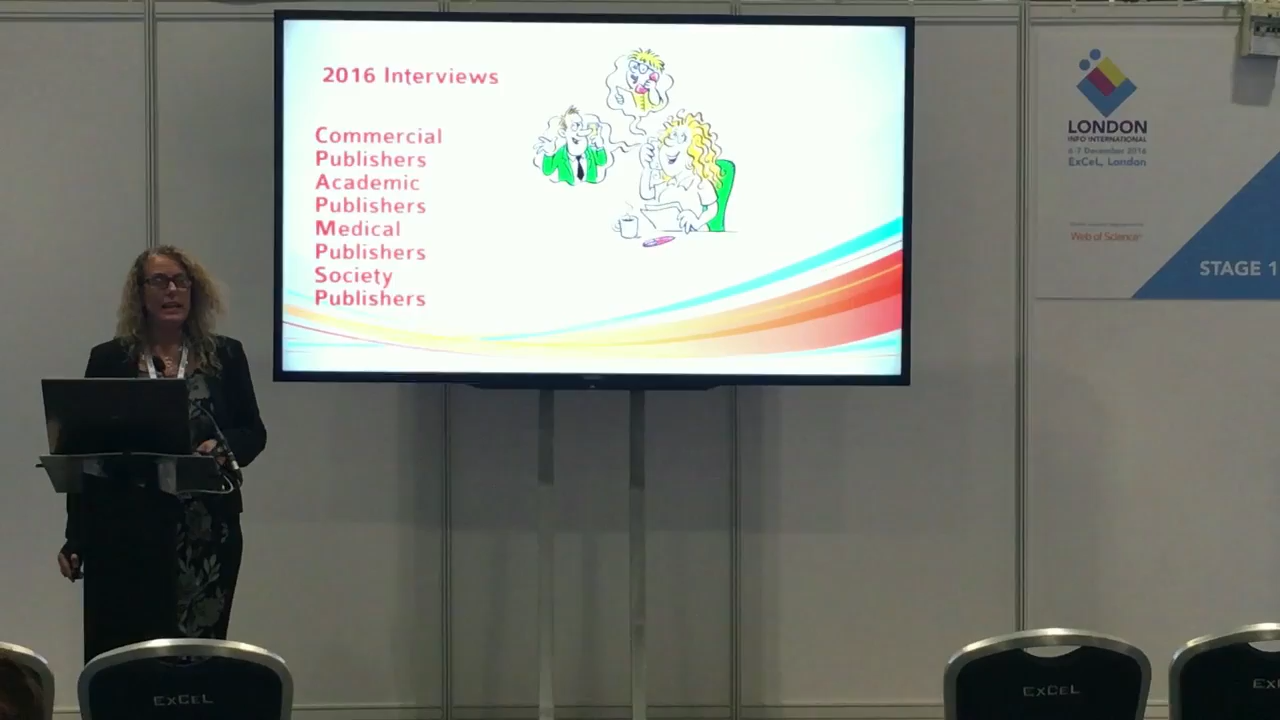 2016 Interviews
Commercial
Publishers
Academic
Publishers
Medical
Publishers
Society
Publishers
LONDON
INFO INTERNATIONAL
6-7 December 2016
ExCeL, London
Web of Science
STAGE 1
ExCeL
ExCeL
Ex